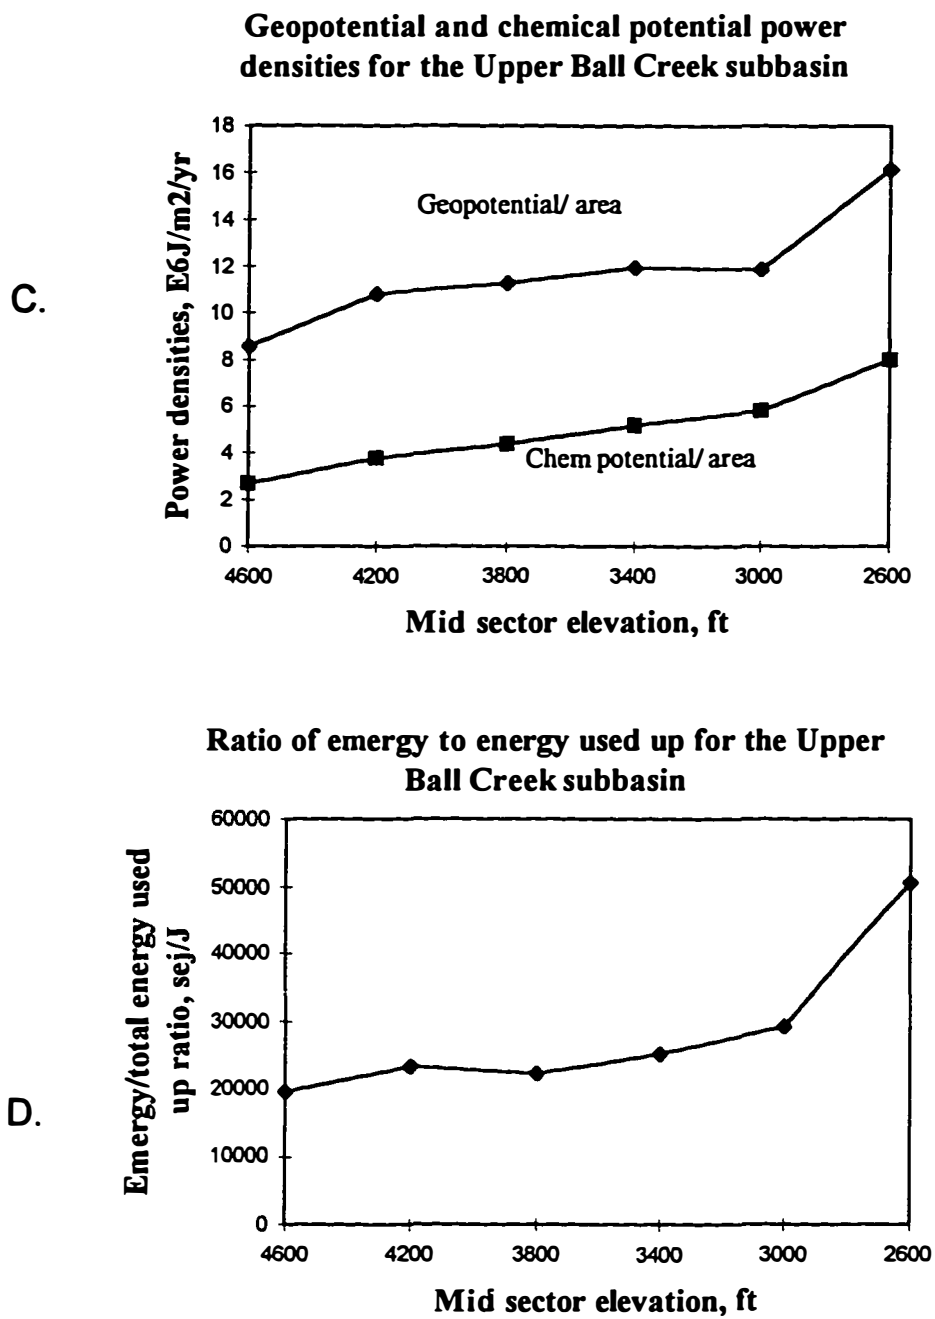 Geopotential and chemical potential power
densities for the Upper Ball Creek subbasin
C.
Power densities, E6J/m2/yr
18
16
14
12
10
8
6
4
2
0
Geopotential/ area
Chem potential/ area
4600 4200 3800 3400 3000 2600
Mid sector elevation, ft
Ratio of emergy to energy used up for the Upper
Ball Creek subbasin
D.
Emergy/total energy used
up ratio, sej/J
60000
50000
40000
30000
20000
10000
0
4600 4200 3800 3400 3000 2600
Mid sector elevation, ft